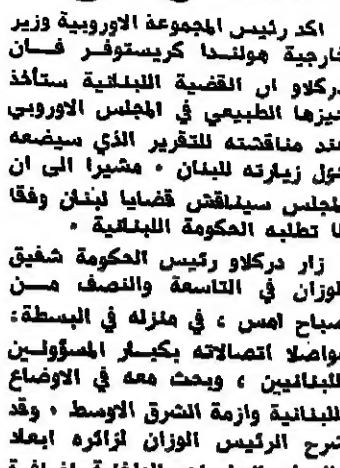 اكد رئيس المجموعة الاوروبية وزير
خارجية هولندا كريستوفر فان
دركلاو ان القضية اللبنانية ستأخذ
حيزها الطبيعي في المجلس الاوروبي
عند مناقشته للتقرير الذي سيضعه
حول زيارته للبنان ، مشيرا الى ان
المجلس سيناقش قضايا لبنان وفقا
لما تطلبه الحكومة اللبنانية ،
زار دركلاو رئيس الحكومة شفيق
الوزان في التاسعة والنصف من
صباح امس ، في منزله في البسطة ،
مواصلا اتصالاته بكبار المسؤولين
اللبنانيين ، وبحث معه في الاوضاع
اللبنانية وازمة الشرق الاوسط ، وقد
شرح الرئيس الوزان لزائره ابعاد